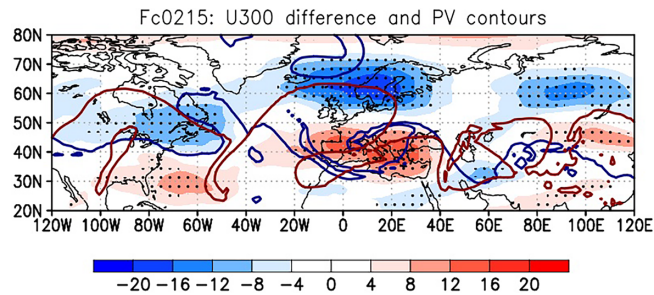 Fc0215: U300 difference and PV contours
80N
70N
60N
50N
40N
30N
20N
120W 100W 80W 60W 40W 20W 0 20E 40E 60E 80E 100E 120E
−20 −16 −12 −8 −4 0 4 8 12 16 20